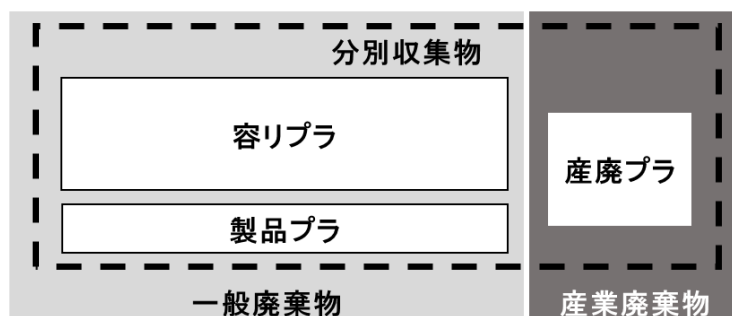 分別収集物
容リプラ
産廃プラ
製品プラ
一般廃棄物
産業廃棄物